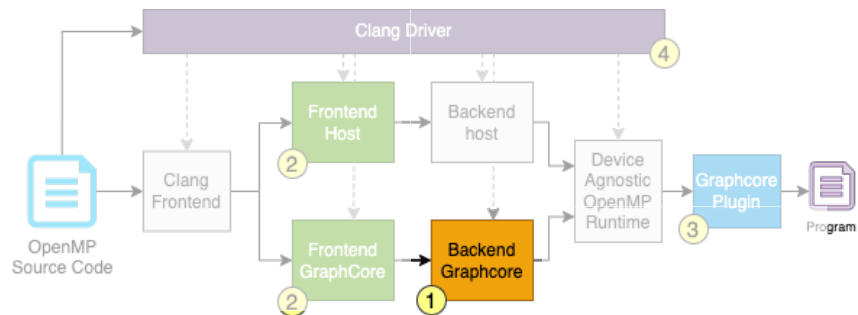 Clang Driver
4
Frontend
Host
2
Backend
host
Clang
Frontend
Device
Agnostic
OpenMP
Runtime
Graphcore
Plugin
3
Program
OpenMP
Source Code
Frontend
GraphCore
2
Backend
Graphcore
1